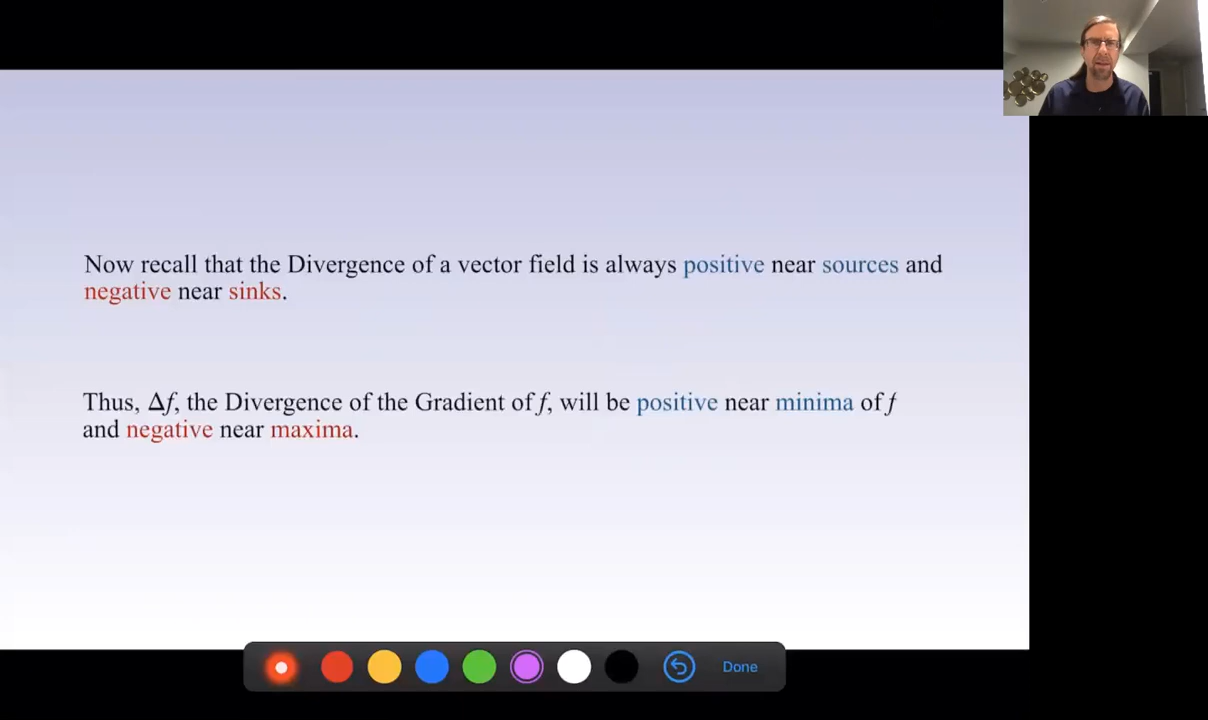 Now recall that the Divergence of a vector field is always positive near sources and
negative near sinks.
Thus, Δf, the Divergence of the Gradient of f, will be positive near minima of f
and negative near maxima.
Done